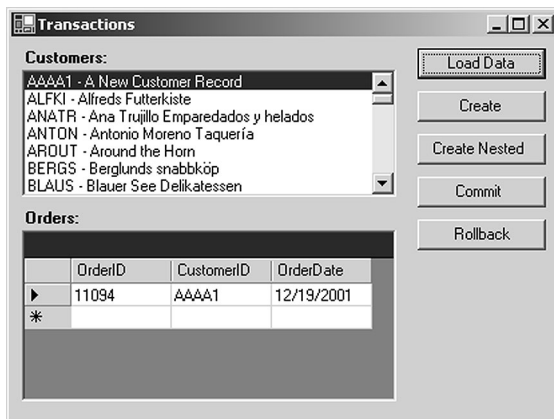 Transactions
Customers:
AAAA1 - A New Customer Record
ALFKI - Alfreds Futterkiste
ANATR - Ana Trujillo Emparedados y helados
ANTON - Antonio Moreno Taquería
AROUT - Around the Horn
BERGS - Berglunds snabbköp
BLAUS - Blauer See Delikatessen
Load Data
Create
Create Nested
Commit
Rollback
Orders:
OrderID CustomerID OrderDate
11094 AAAA1 12/19/2001